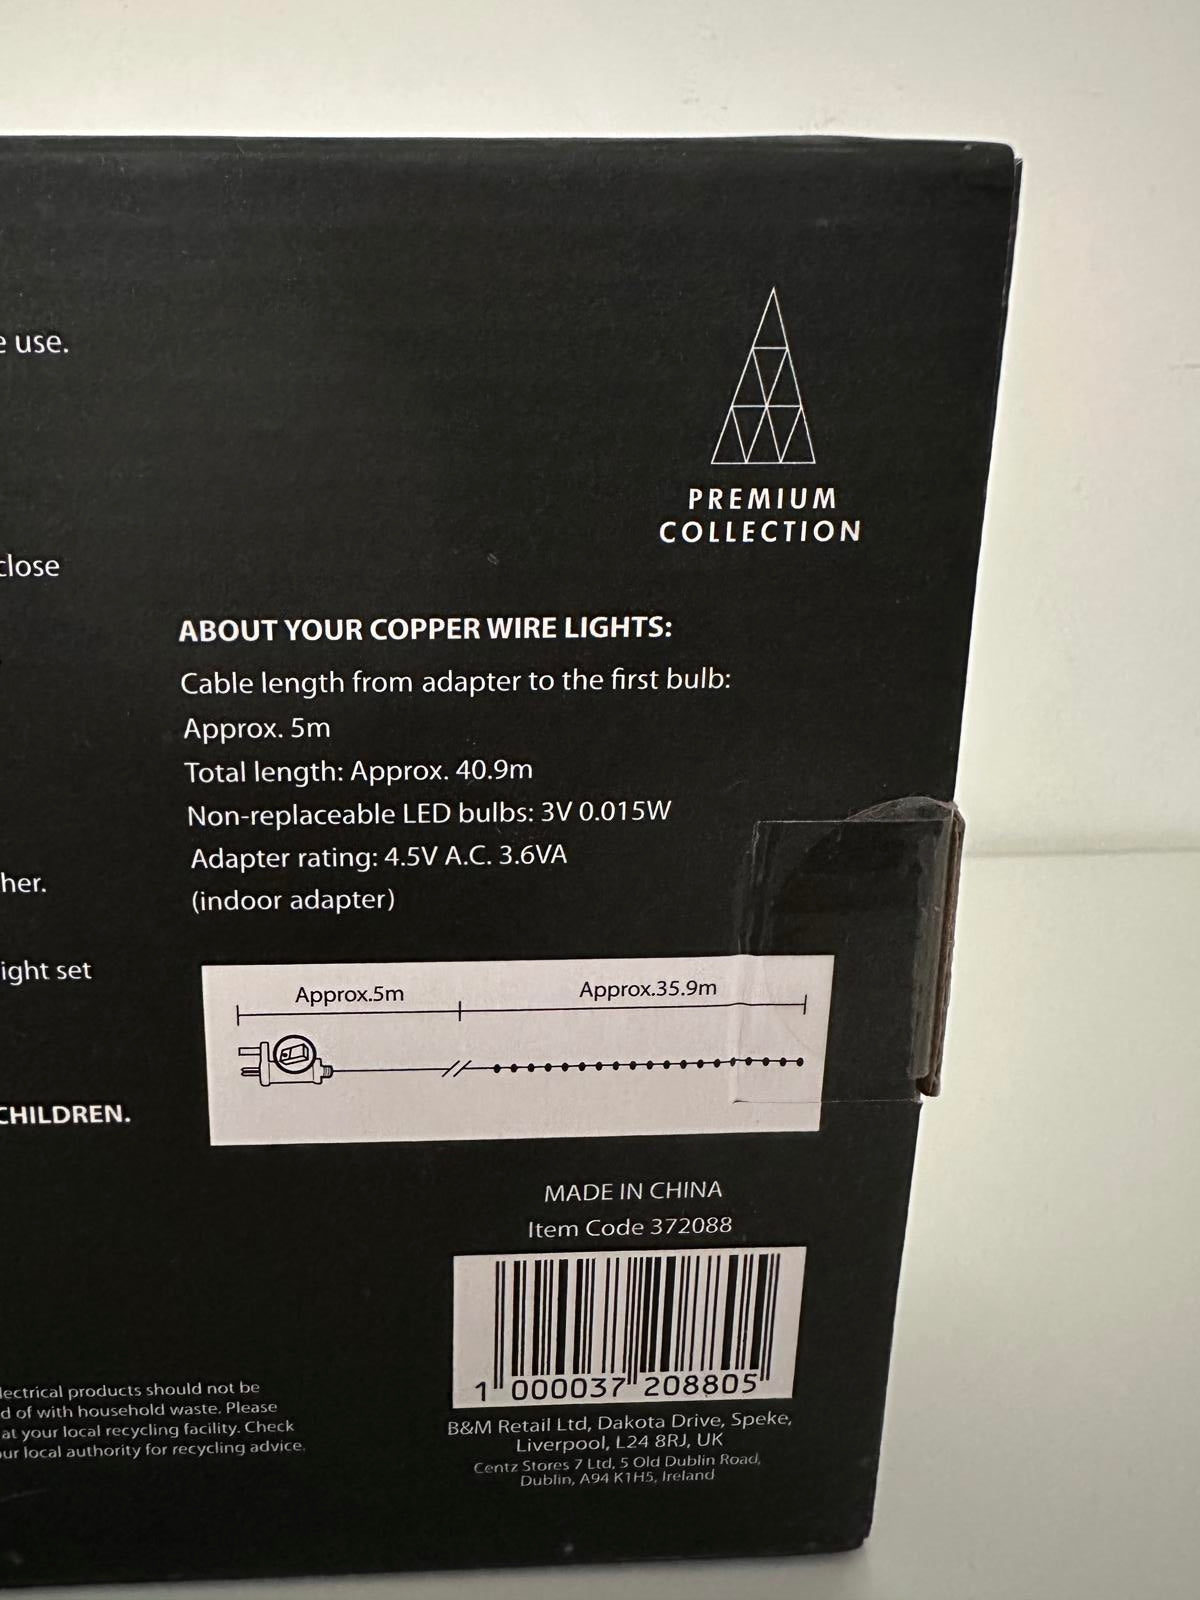 e use.
PREMIUM
COLLECTION
close
ABOUT YOUR COPPER WIRE LIGHTS:
Cable length from adapter to the first bulb:
Approx. 5m
Total length: Approx. 40.9m
Non-replaceable LED bulbs: 3V 0.015W
Adapter rating: 4.5V A.C. 3.6VA
(indoor adapter)
her.
ight set
Approx.5m
Approx.35.9m
CHILDREN.
MADE IN CHINA
Item Code 372088
1 000037 208805
lectrical products should not be
d of with household waste. Please
at your local recycling facility. Check
ur local authority for recycling advice.
B&M Retail Ltd, Dakota Drive, Speke,
Liverpool, L24 8RJ, UK
Centz Stores 7 Ltd, 5 Old Dublin Road,
Dublin, A94 K1H5, Ireland